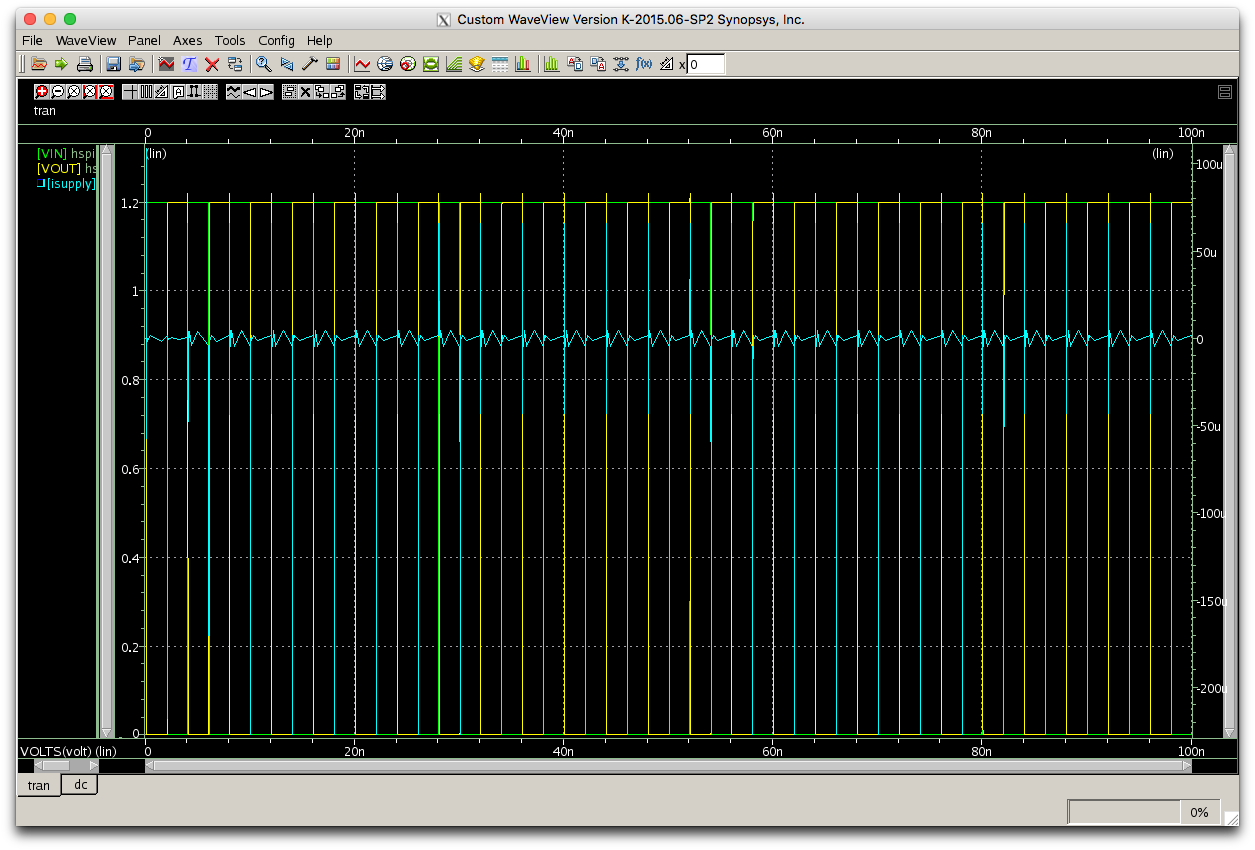 Custom WaveView Version K-2015.06-SP2 Synopsys, Inc.
File WaveView Panel Axes Tools Config Help
x 0
tran
0 20n 40n 60n 80n 100n
[VIN] hspi
[VOUT] hs
[isupply]
(lin) (lin)
100u
1.2
50u
1
0
0.8
-50u
0.6
-100u
0.4
-150u
0.2
-200u
0
VOLTS(volt) (lin)
0 20n 40n 60n 80n 100n
tran dc
0%